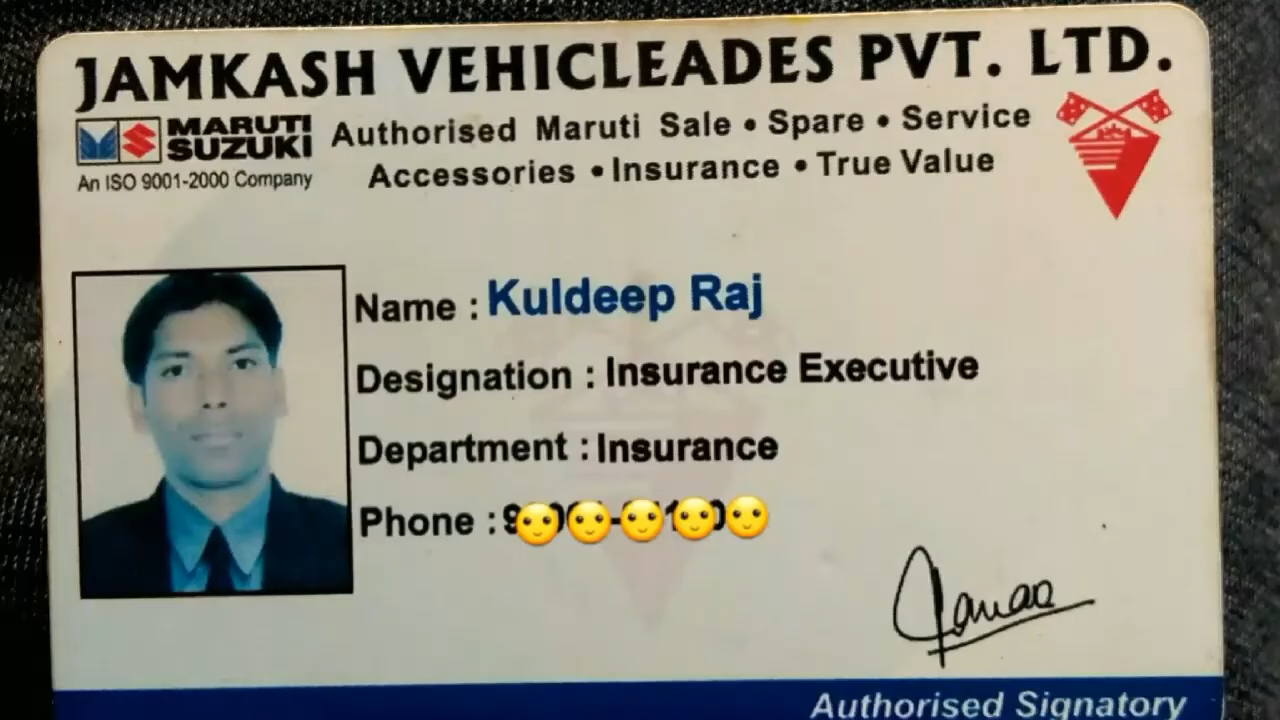 JAMKASH VEHICLEADES PVT. LTD.
MARUTI SUZUKI
An ISO 9001-2000 Company
Authorised Maruti Sale • Spare • Service
Accessories • Insurance • True Value
Name : Kuldeep Raj
Designation : Insurance Executive
Department : Insurance
Phone :
Authorised Signatory